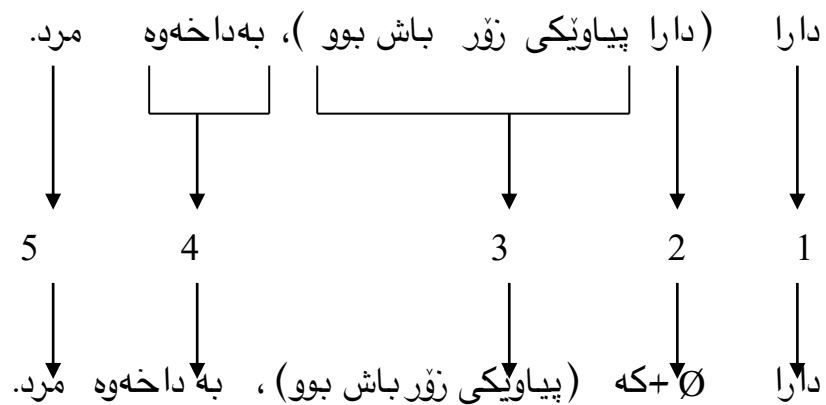 دارا (دارا پیاوێکی زۆر باش بوو )، بەداخەوە مرد.
1 2 3 4 5
دارا Ø+کە (پیاوێکی زۆر باش بوو) ، بە داخەوە مرد.